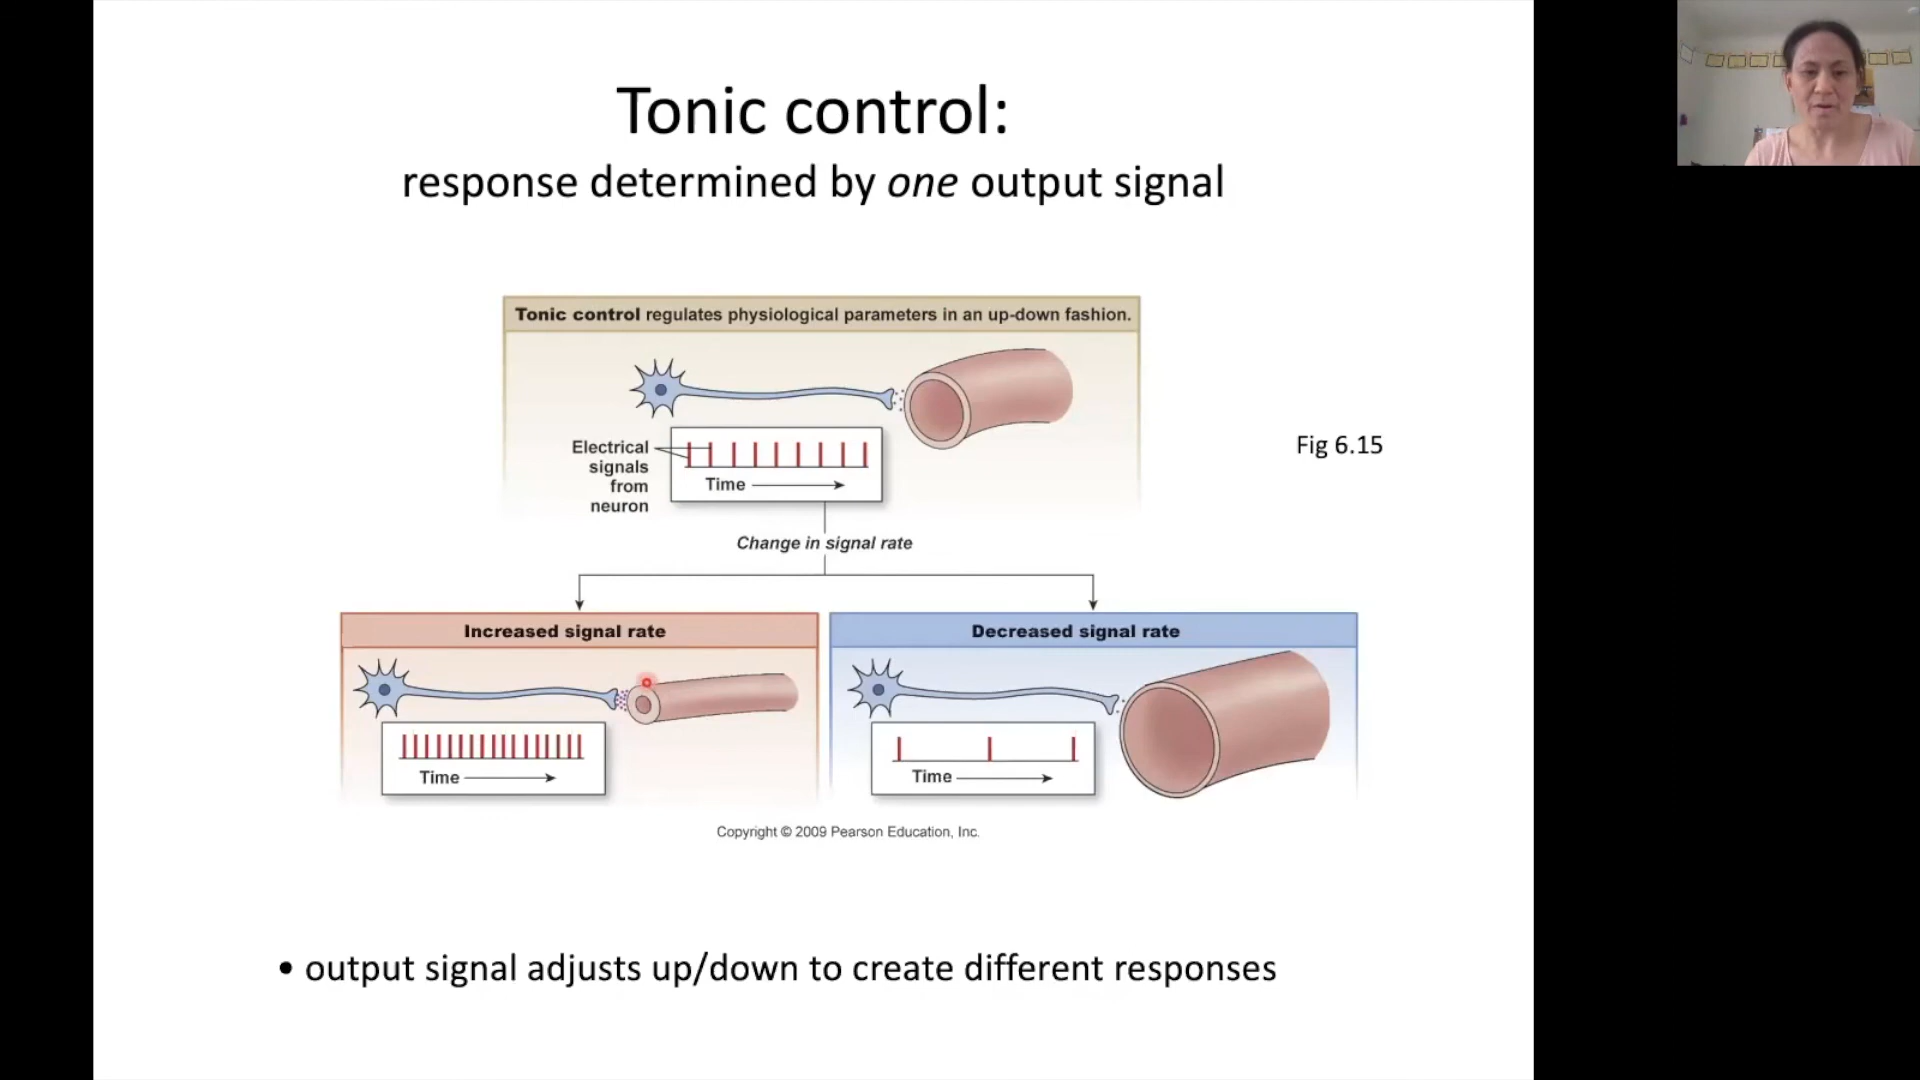 Tonic control:
response determined by one output signal
Tonic control regulates physiological parameters in an up-down fashion.
Electrical
signals
from
neuron
Time
Fig 6.15
Change in signal rate
Increased signal rate
Time
Decreased signal rate
Time
Copyright © 2009 Pearson Education, Inc.
• output signal adjusts up/down to create different responses